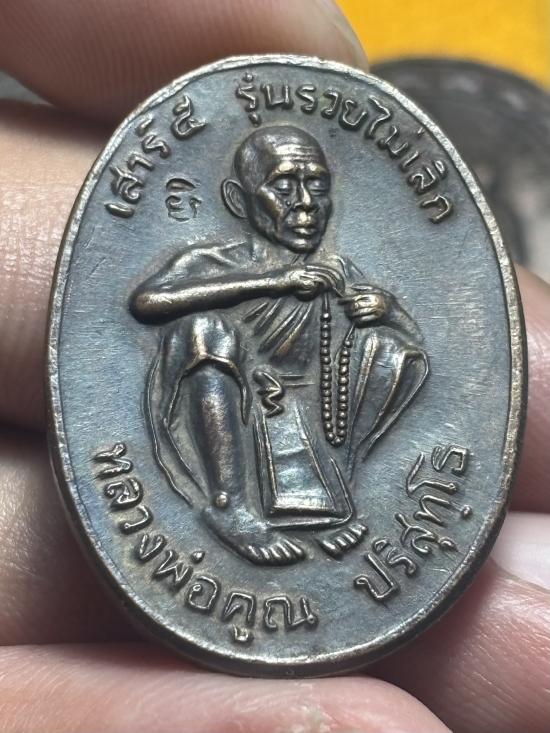 เสาร์ ๕ รุ่นรวยไม่เลิก
หลวงพ่อคูณ ปริสุทฺโธ